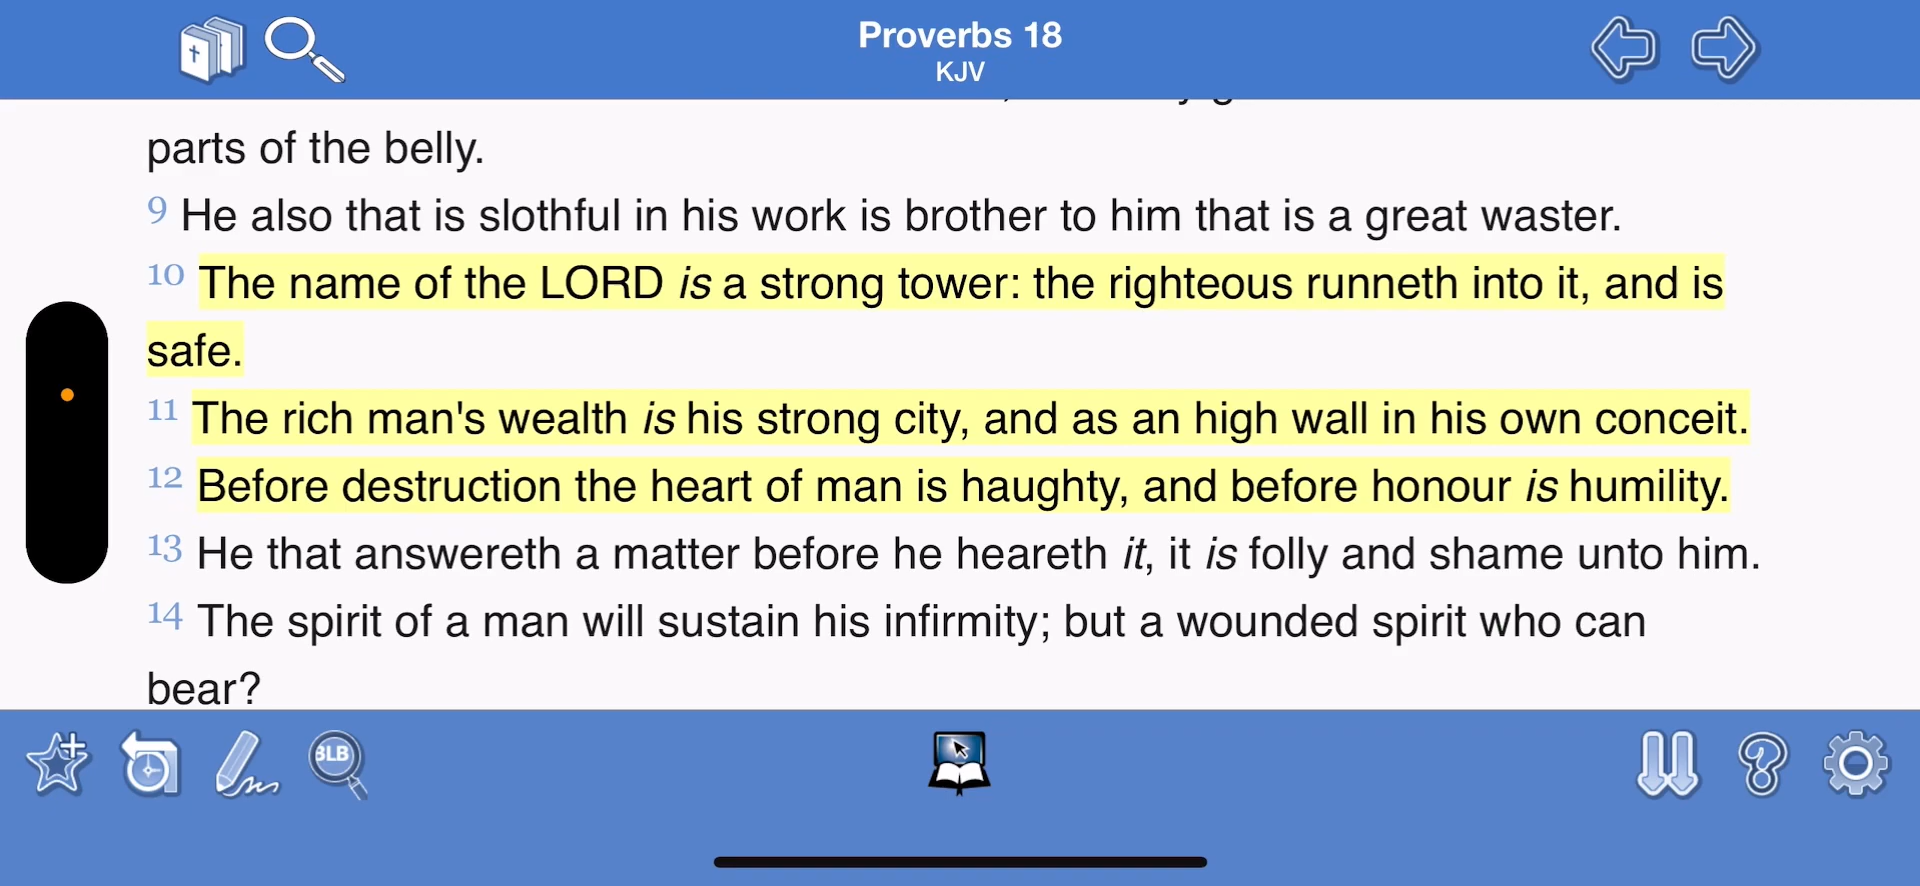 Proverbs 18
KJV
parts of the belly.
9 He also that is slothful in his work is brother to him that is a great waster.
10 The name of the LORD is a strong tower: the righteous runneth into it, and is
safe.
11 The rich man's wealth is his strong city, and as an high wall in his own conceit.
12 Before destruction the heart of man is haughty, and before honour is humility.
13 He that answereth a matter before he heareth it, it is folly and shame unto him.
14 The spirit of a man will sustain his infirmity; but a wounded spirit who can
bear?
BLB